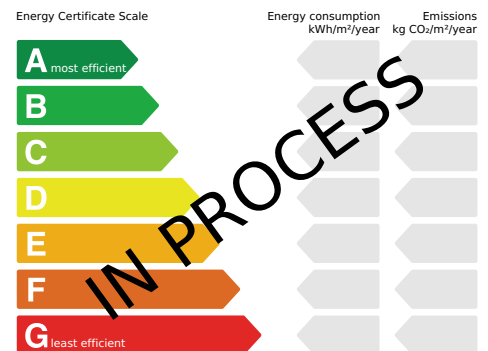 Energy Certificate Scale
Energy consumption
kWh/m²/year
Emissions
kg CO₂/m²/year
A most efficient
B
C
D
E
F
G least efficient
IN PROCESS